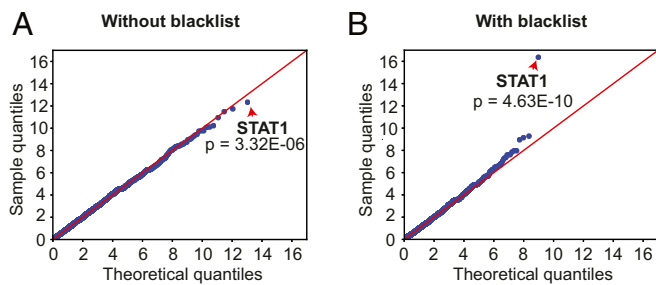 A
Without blacklist
16
14
12
10
8
6
4
2
0
Sample quantiles
STAT1
p = 3.32E-06
0 2 4 6 8 10 12 14 16
Theoretical quantiles
B
With blacklist
16
14
12
10
8
6
4
2
0
Sample quantiles
STAT1
p = 4.63E-10
0 2 4 6 8 10 12 14 16
Theoretical quantiles